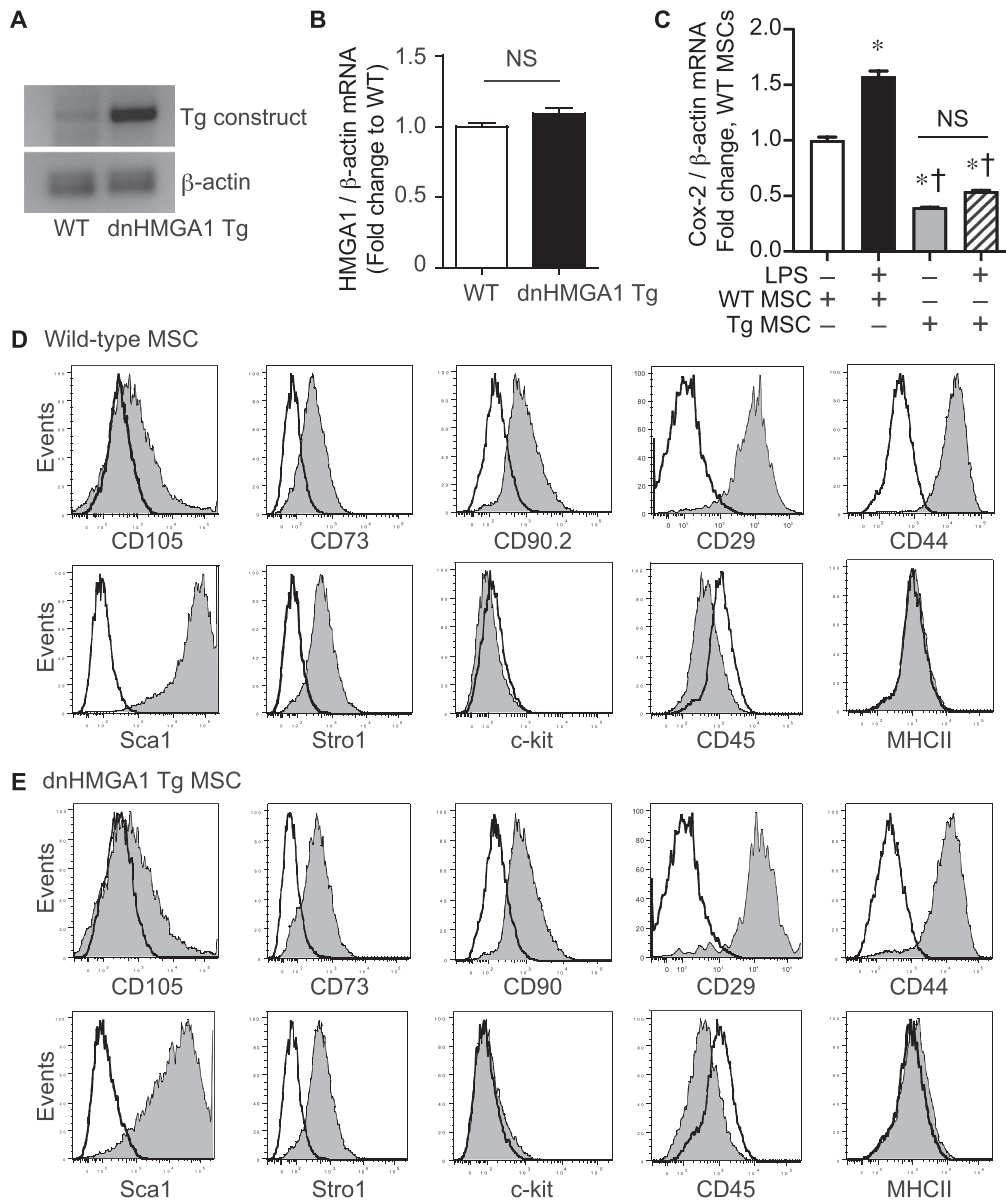 A
Tg construct
β-actin
WT dnHMGA1 Tg
B
HMGA1 / β-actin mRNA
(Fold change to WT)
1.5
1.0
0.5
0
NS
WT dnHMGA1 Tg
C
Cox-2 / β-actin mRNA
Fold change, WT MSCs
2.0
1.5
1.0
0.5
0.0
*
NS
*† *†
LPS – + – +
WT MSC + + – –
Tg MSC – – + +
D Wild-type MSC
Events
CD105 CD73 CD90.2 CD29 CD44
Events
Sca1 Stro1 c-kit CD45 MHCII
E dnHMGA1 Tg MSC
Events
CD105 CD73 CD90 CD29 CD44
Events
Sca1 Stro1 c-kit CD45 MHCII